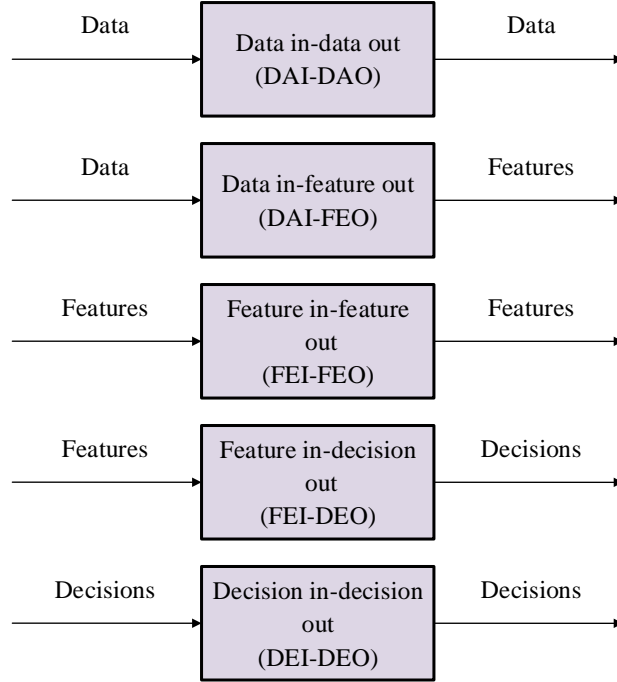 Data
Data in-data out
(DAI-DAO)
Data
Data
Data in-feature out
(DAI-FEO)
Features
Features
Feature in-feature
out
(FEI-FEO)
Features
Features
Feature in-decision
out
(FEI-DEO)
Decisions
Decisions
Decision in-decision
out
(DEI-DEO)
Decisions